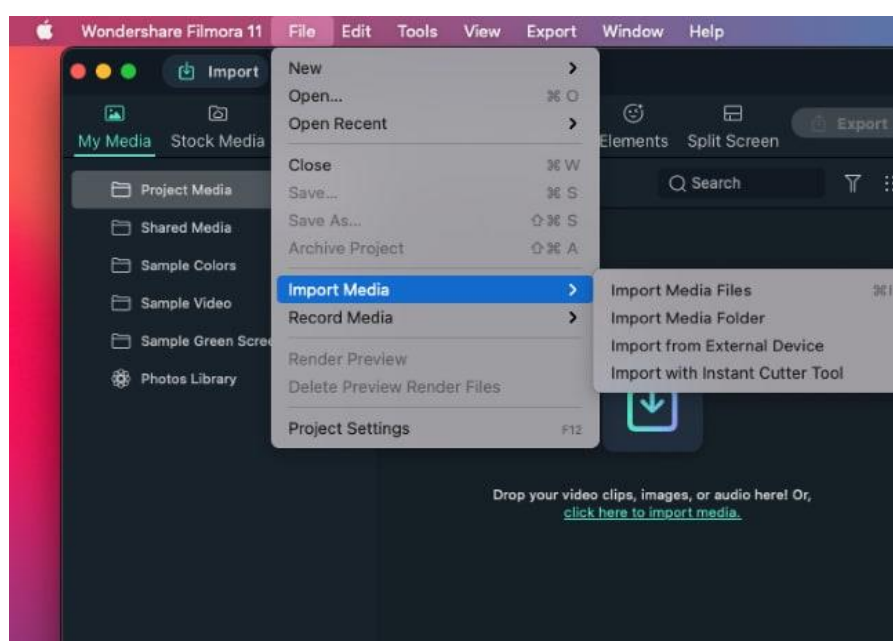 Wondershare Filmora 11 File Edit Tools View Export Window Help
Import
My Media Stock Media Elements Split Screen Export
Search
Project Media
Shared Media
Sample Colors
Sample Video
Sample Green Scree
Photos Library
New
Open... ⌘ O
Open Recent
Close ⌘ W
Save... ⌘ S
Save As... ⇧⌘ S
Archive Project ⇧⌘ A
Import Media
Record Media
Render Preview
Delete Preview Render Files
Project Settings F12
Import Media Files ⌘I
Import Media Folder
Import from External Device
Import with Instant Cutter Tool
Drop your video clips, images, or audio here! Or,
click here to import media.